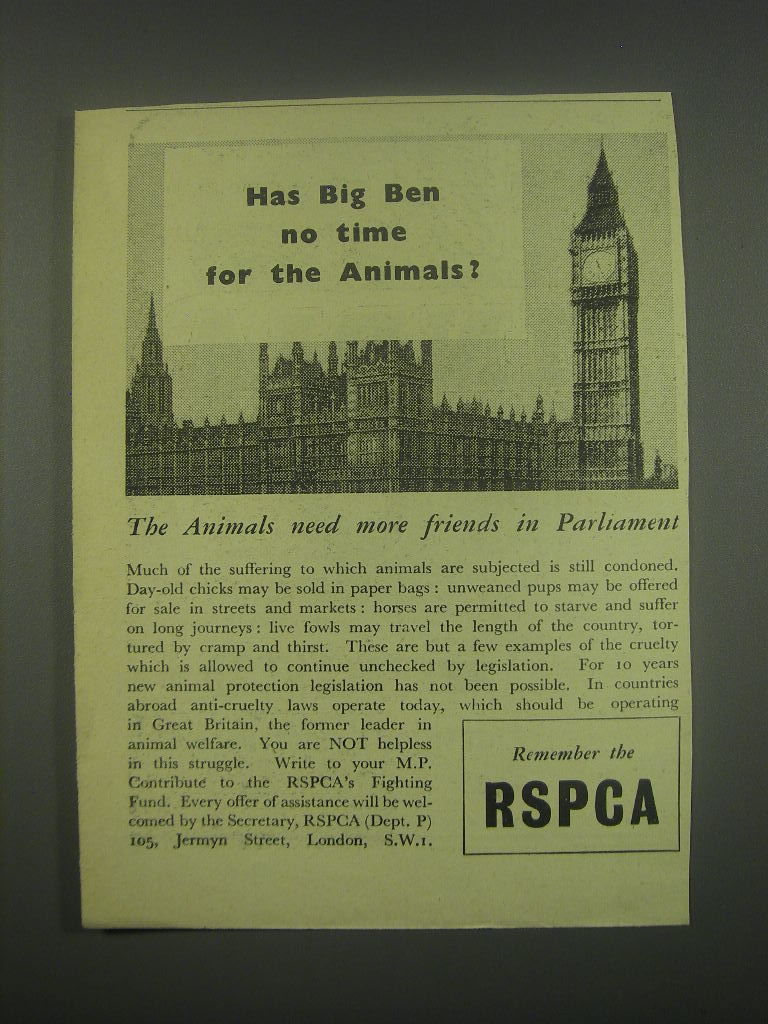 Has Big Ben
no time
for the Animals?
The Animals need more friends in Parliament
Much of the suffering to which animals are subjected is still condoned.
Day-old chicks may be sold in paper bags : unweaned pups may be offered
for sale in streets and markets : horses are permitted to starve and suffer
on long journeys : live fowls may travel the length of the country, tor-
tured by cramp and thirst. These are but a few examples of the cruelty
which is allowed to continue unchecked by legislation. For 10 years
new animal protection legislation has not been possible. In countries
abroad anti-cruelty laws operate today, which should be operating
in Great Britain, the former leader in
animal welfare. You are NOT helpless
in this struggle. Write to your M.P.
Contribute to the RSPCA's Fighting
Fund. Every offer of assistance will be wel-
comed by the Secretary, RSPCA (Dept. P)
105, Jermyn Street, London, S.W.1.
Remember the
RSPCA